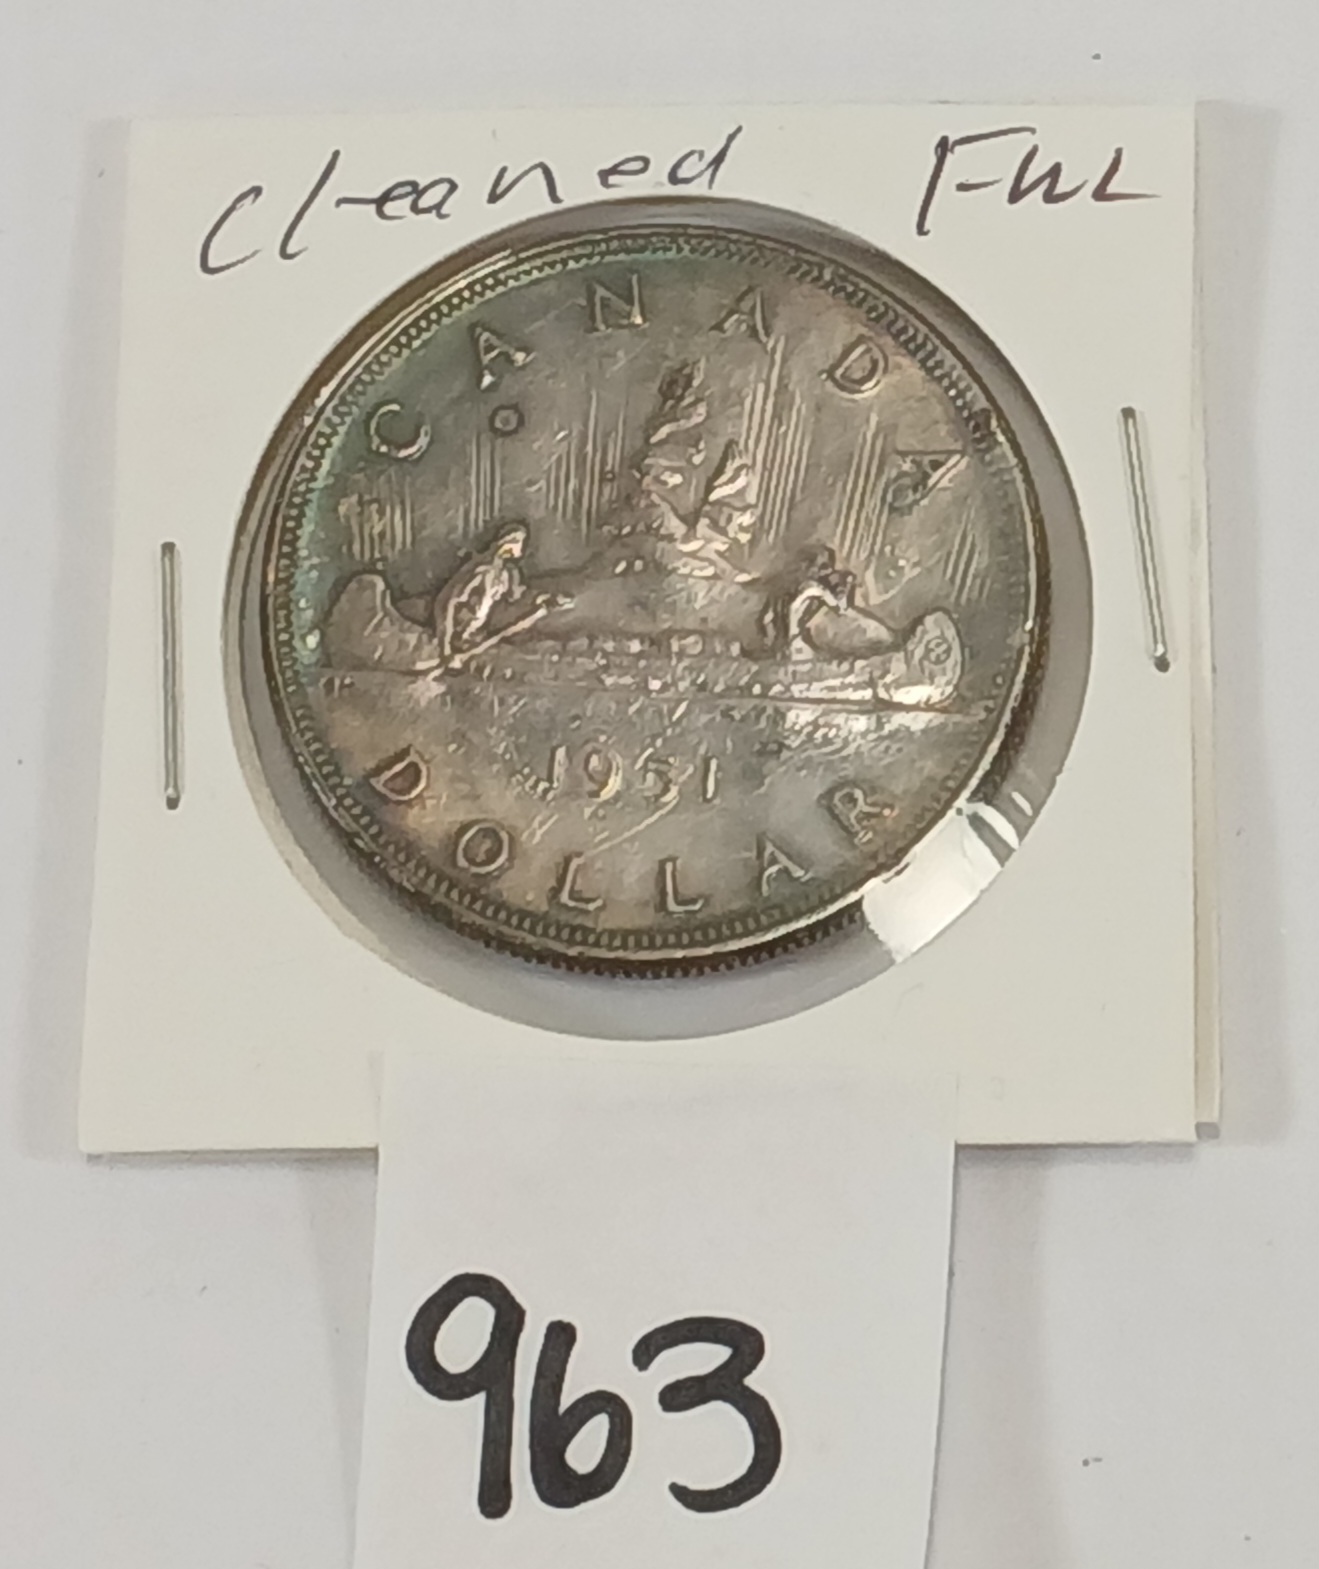 cleaned FWL
CANADA
1951
DOLLAR
963